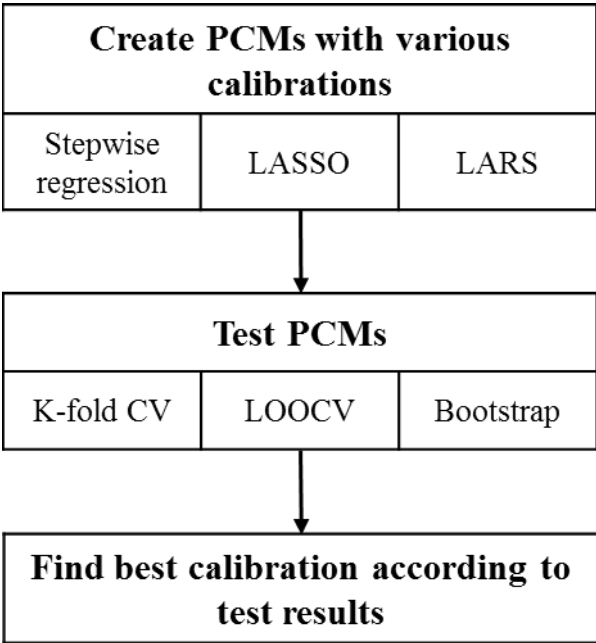 Create PCMs with various
calibrations
Stepwise
regression
LASSO
LARS
Test PCMs
K-fold CV
LOOCV
Bootstrap
Find best calibration according to
test results